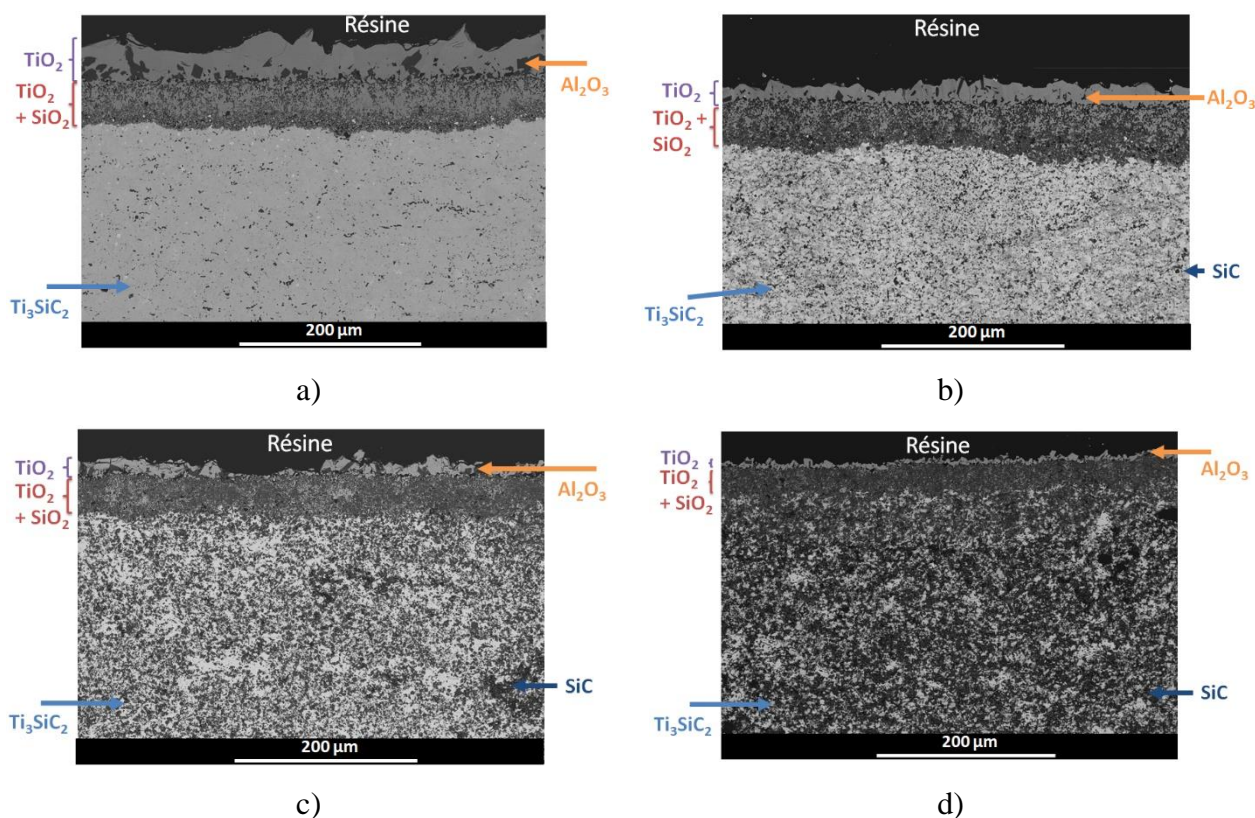 Résine
TiO₂
TiO₂
+ SiO₂
Al₂O₃
Ti₃SiC₂
200 µm
a)
Résine
TiO₂
TiO₂ +
SiO₂
Al₂O₃
SiC
Ti₃SiC₂
200 µm
b)
Résine
TiO₂
TiO₂
+ SiO₂
Al₂O₃
SiC
Ti₃SiC₂
200 µm
c)
Résine
TiO₂
TiO₂
+ SiO₂
Al₂O₃
SiC
Ti₃SiC₂
200 µm
d)